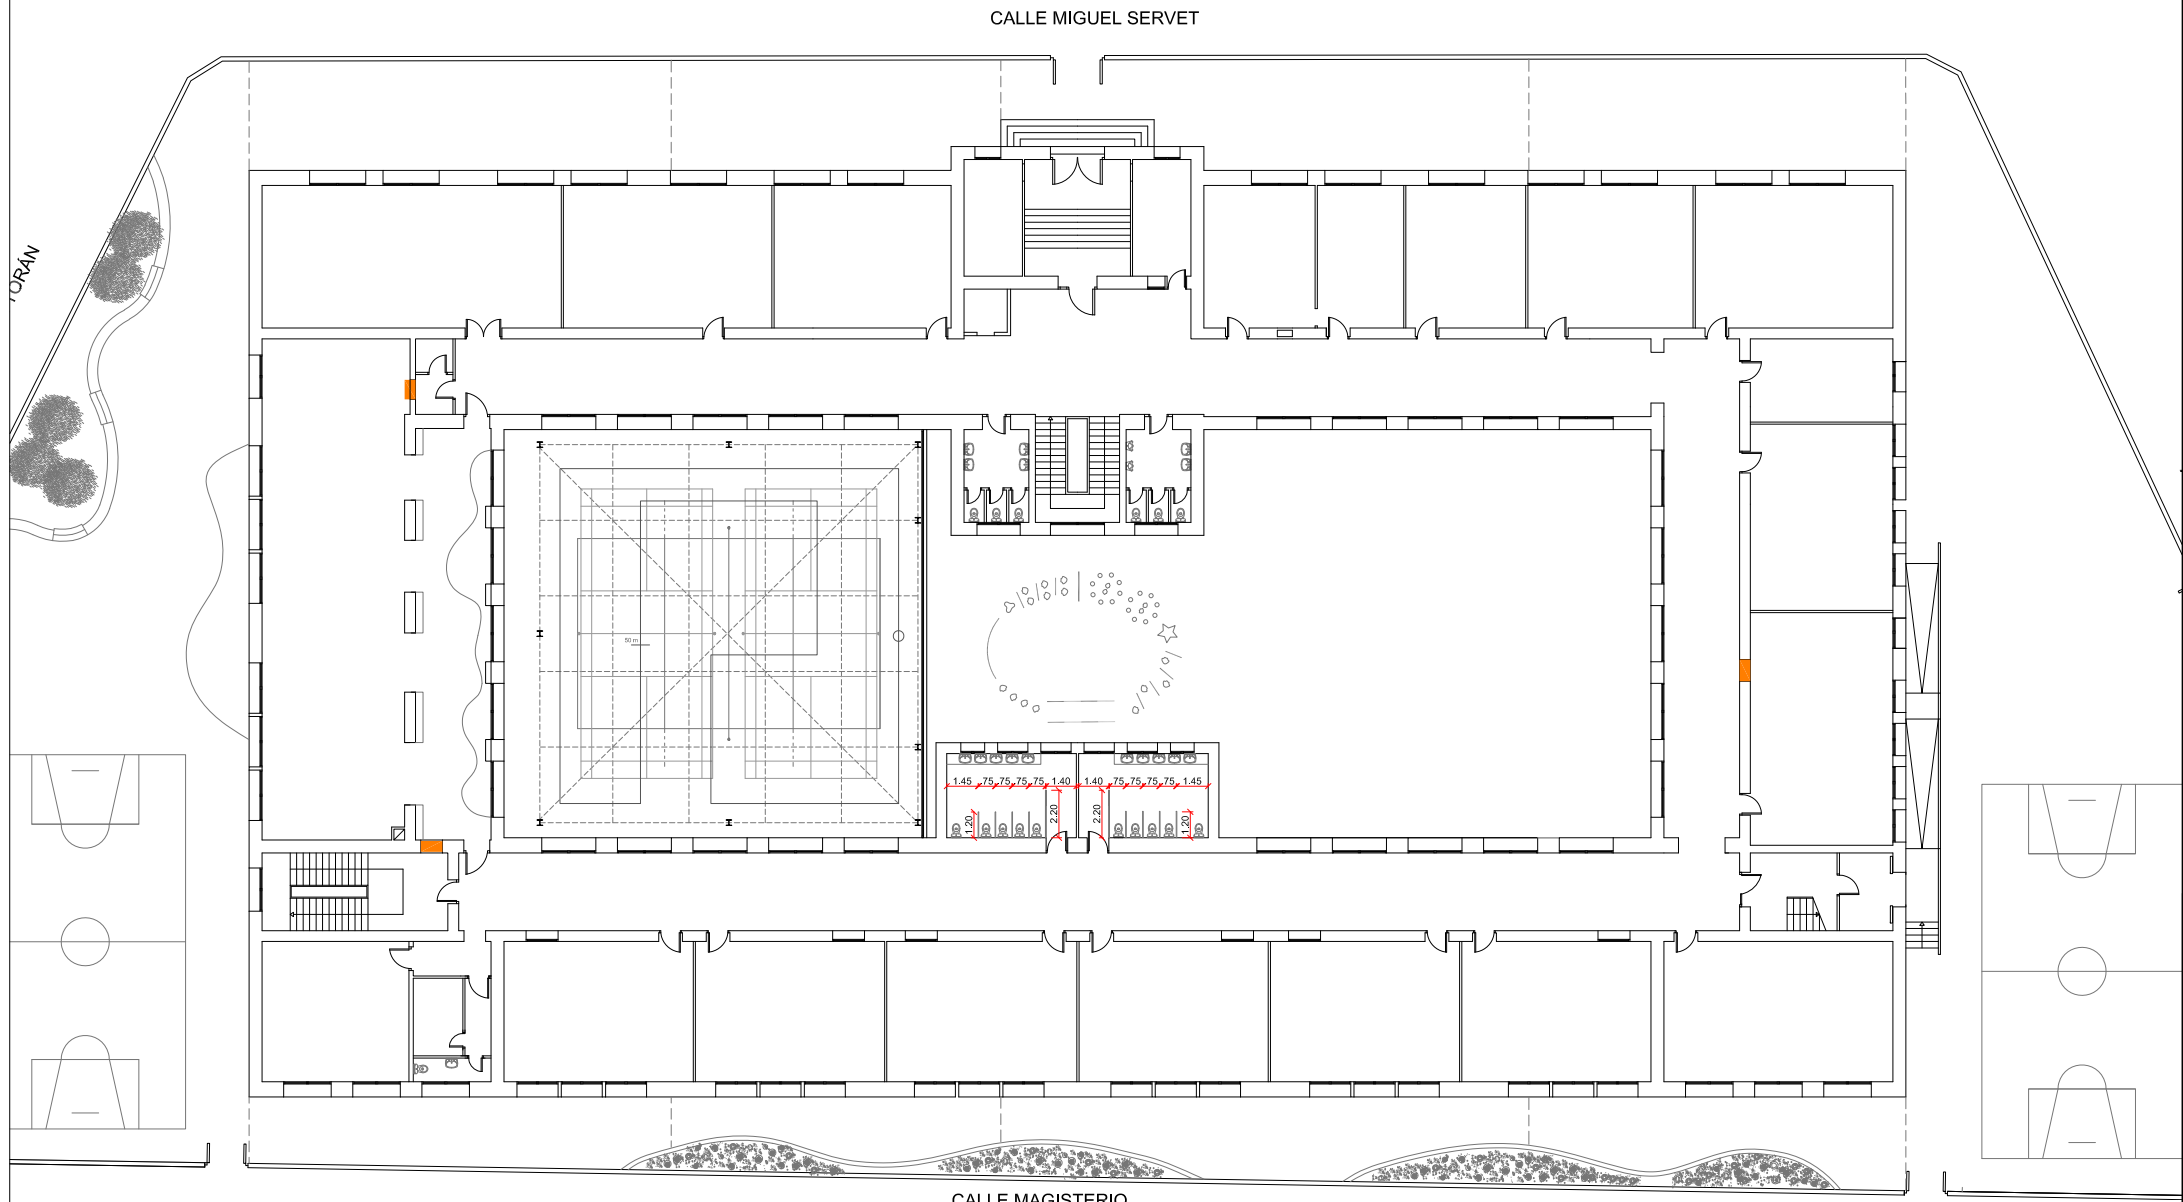 CALLE MIGUEL SERVET
TORÁN
50 m
1.45 .75 .75 .75 .75 1.40 1.40 .75 .75 .75 .75 1.45
1.20 2.20 2.20 1.20
CALLE MAGISTERIO